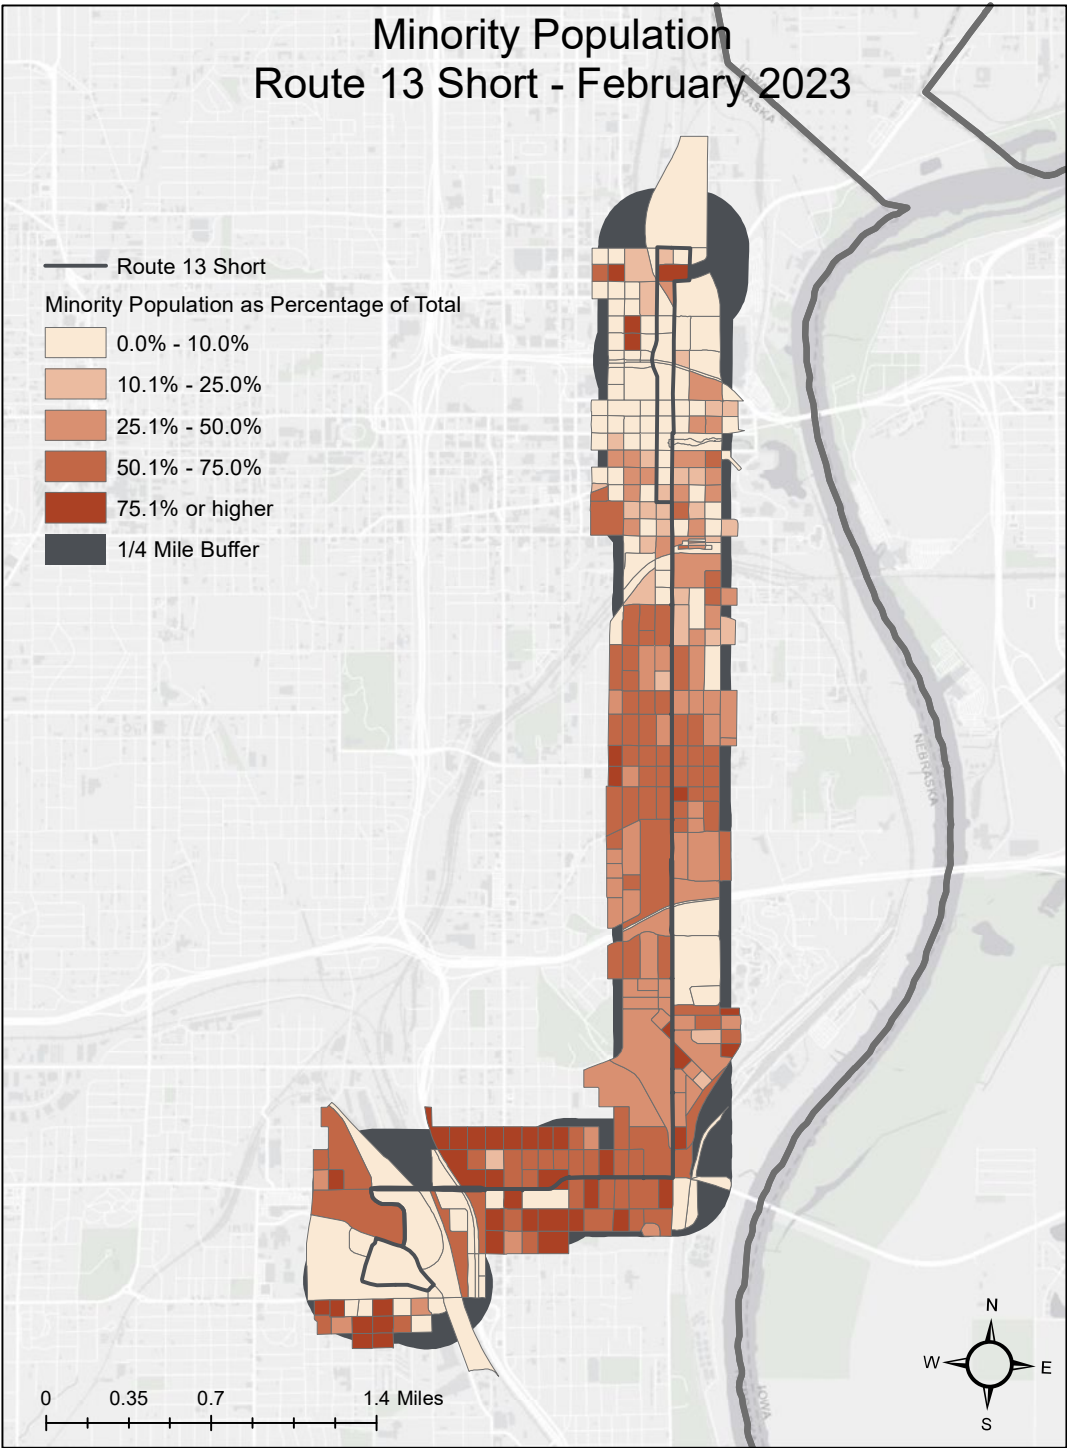 Minority Population
Route 13 Short - February 2023
Route 13 Short
Minority Population as Percentage of Total
0.0% - 10.0%
10.1% - 25.0%
25.1% - 50.0%
50.1% - 75.0%
75.1% or higher
1/4 Mile Buffer
NEBRASKA
IOWA
N
W
E
S
0 0.35 0.7 1.4 Miles